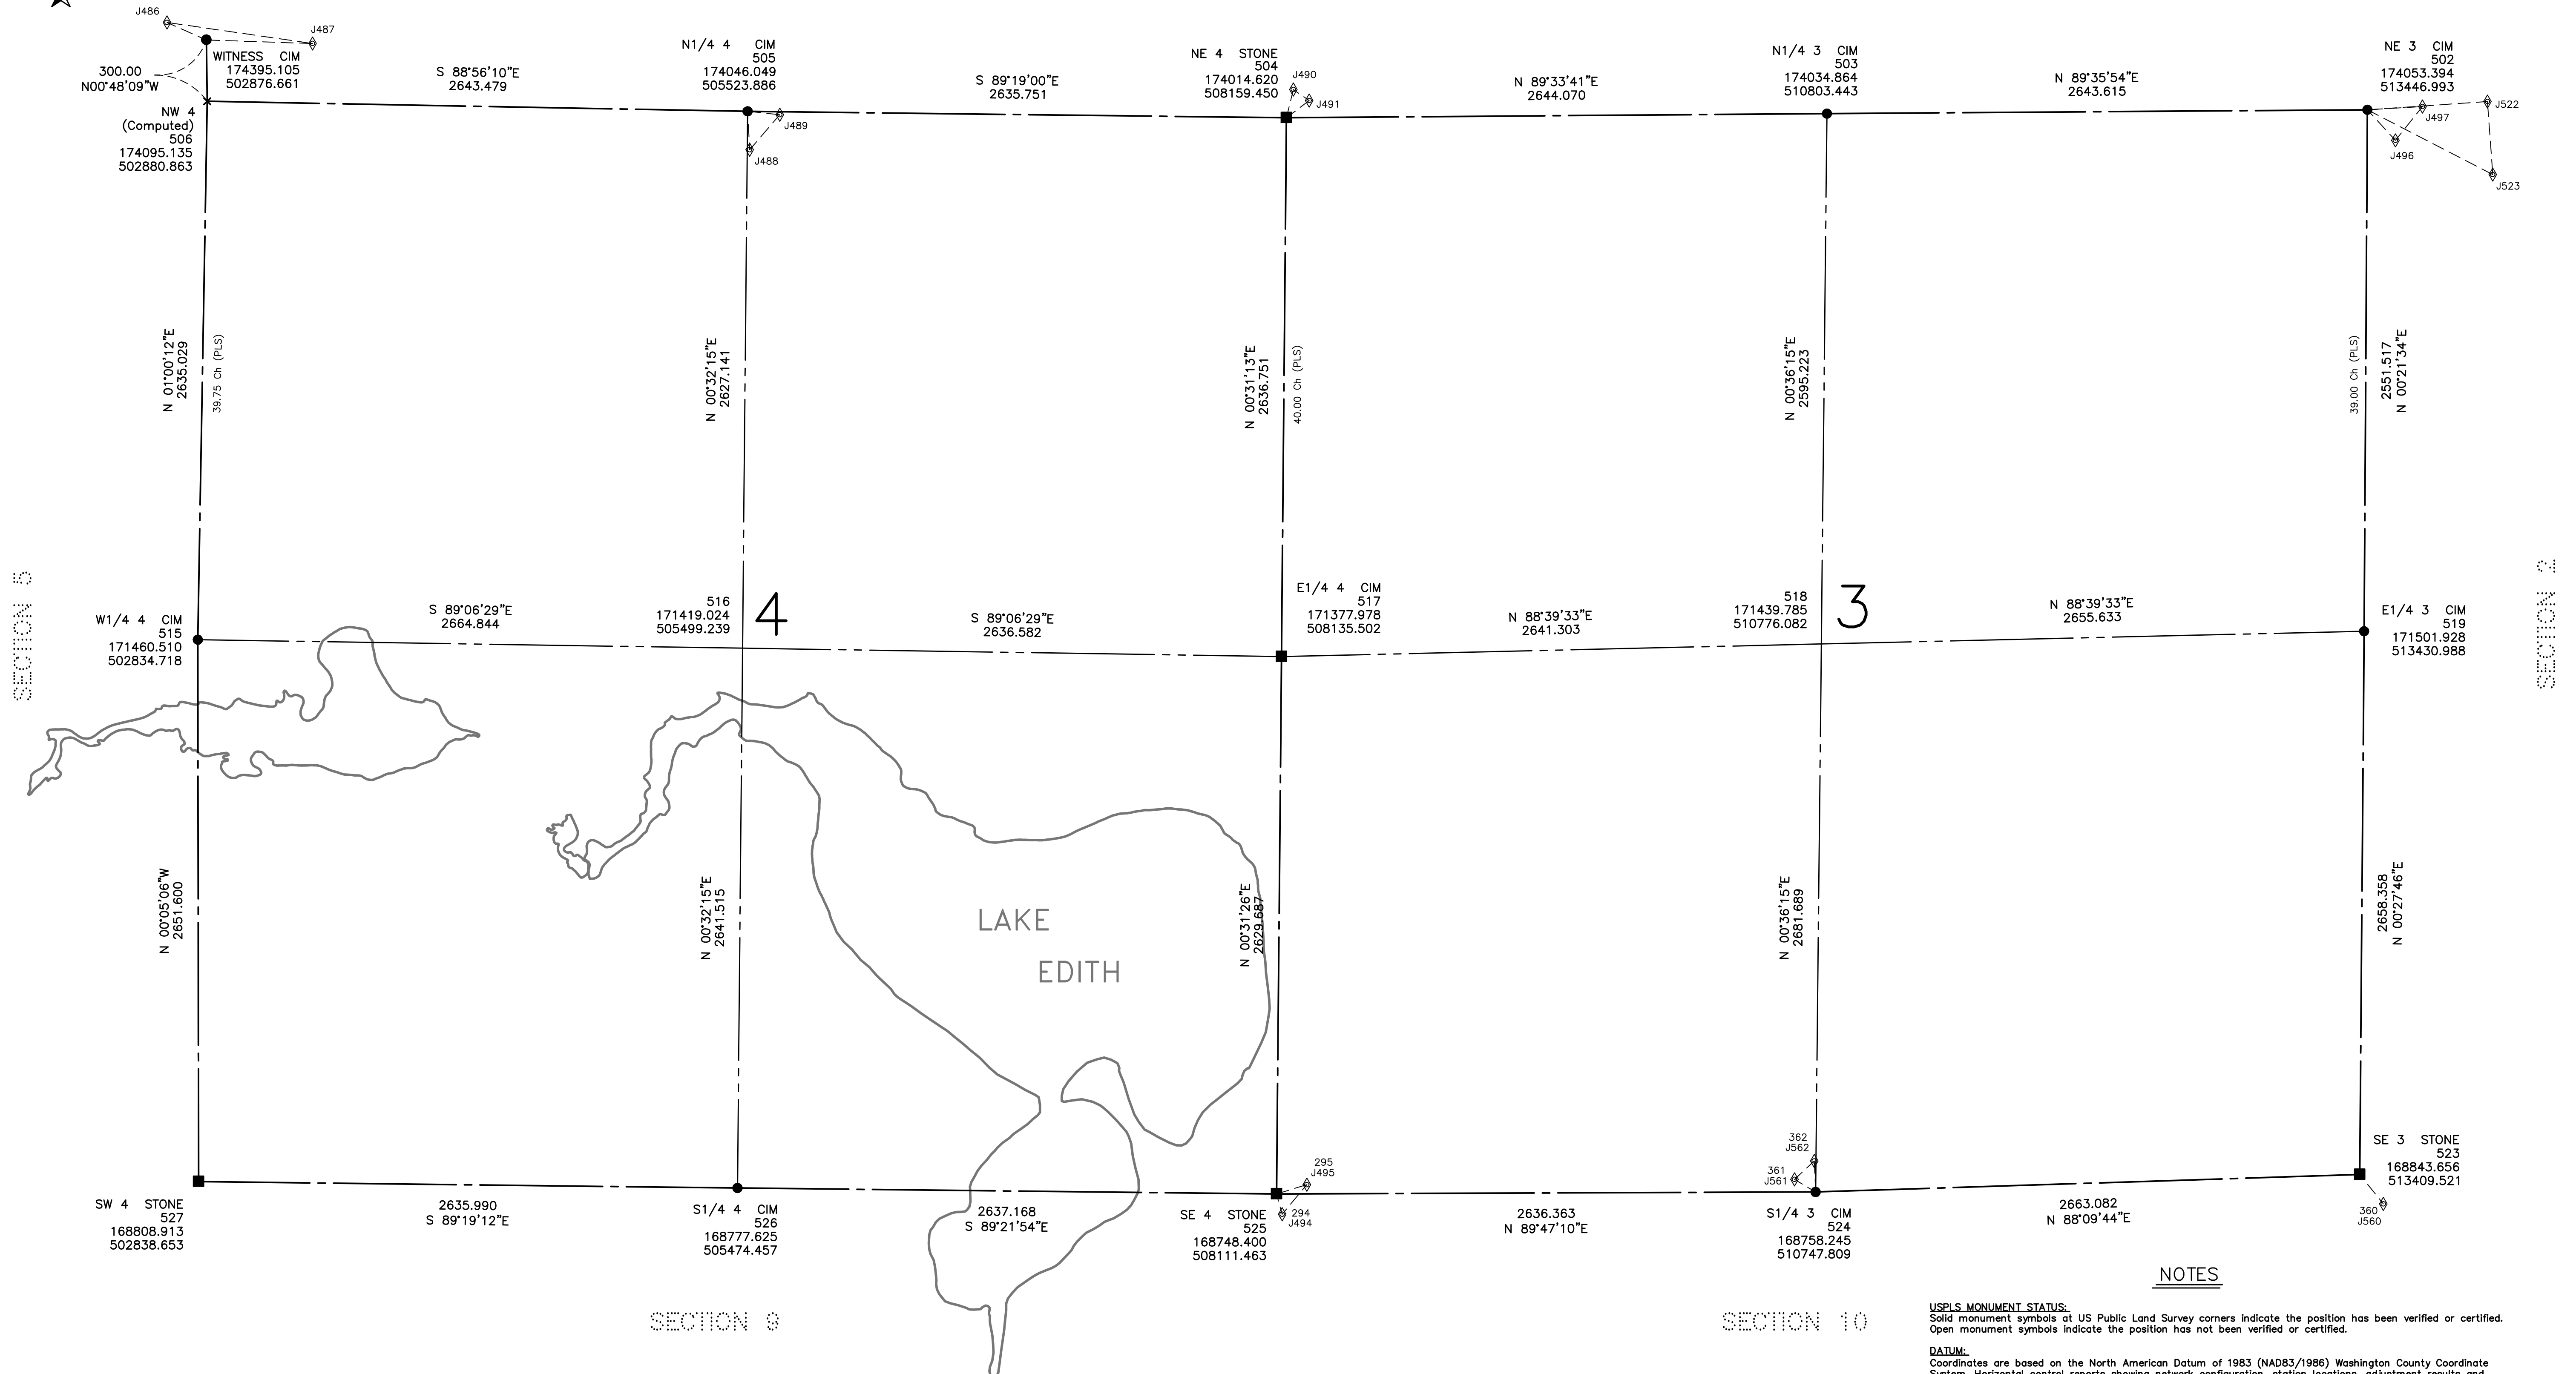 J486
J487
WITNESS CIM
174395.105
502876.661
300.00
N00°48'09"W
NW 4
(Computed)
506
174095.135
502880.863
S 88°56'10"E
2643.479
N1/4 4 CIM
505
174046.049
505523.886
J489
J488
S 89°19'00"E
2635.751
NE 4 STONE
504
174014.620
508159.450
J490
J491
N 89°33'41"E
2644.070
N1/4 3 CIM
503
174034.864
510803.443
N 89°35'54"E
2643.615
NE 3 CIM
502
174053.394
513446.993
J522
J497
J496
J523
N 01°00'12"E
2635.029
39.75 Ch (PLS)
N 00°32'15"E
2627.141
N 00°31'13"E
2636.751
40.00 Ch (PLS)
N 00°36'15"E
2595.223
39.00 Ch (PLS)
2551.517
N 00°21'34"E
SECTION 5
W1/4 4 CIM
515
171460.510
502834.718
S 89°06'29"E
2664.844
516
171419.024
505499.239
4
S 89°06'29"E
2636.582
E1/4 4 CIM
517
171377.978
508135.502
N 88°39'33"E
2641.303
518
171439.785
510776.082
3
N 88°39'33"E
2655.633
E1/4 3 CIM
519
171501.928
513430.988
SECTION 2
N 00°05'06"W
2651.600
N 00°32'15"E
2641.515
LAKE
EDITH
N 00°31'26"E
2629.687
N 00°36'15"E
2681.689
2658.358
N 00°27'46"E
SW 4 STONE
527
168808.913
502838.653
2635.990
S 89°19'12"E
S1/4 4 CIM
526
168777.625
505474.457
2637.168
S 89°21'54"E
SE 4 STONE
525
168748.400
508111.463
295
J495
294
J494
2636.363
N 89°47'10"E
362
J562
361
J561
S1/4 3 CIM
524
168758.245
510747.809
2663.082
N 88°09'44"E
SE 3 STONE
523
168843.656
513409.521
360
J560
SECTION 9
SECTION 10
NOTES
USPLS MONUMENT STATUS:
Solid monument symbols at US Public Land Survey corners indicate the position has been verified or certified.
Open monument symbols indicate the position has not been verified or certified.
DATUM:
Coordinates are based on the North American Datum of 1983 (NAD83/1986) Washington County Coordinate
System. Horizontal control reports showing network configuration, station locations, adjustment results and